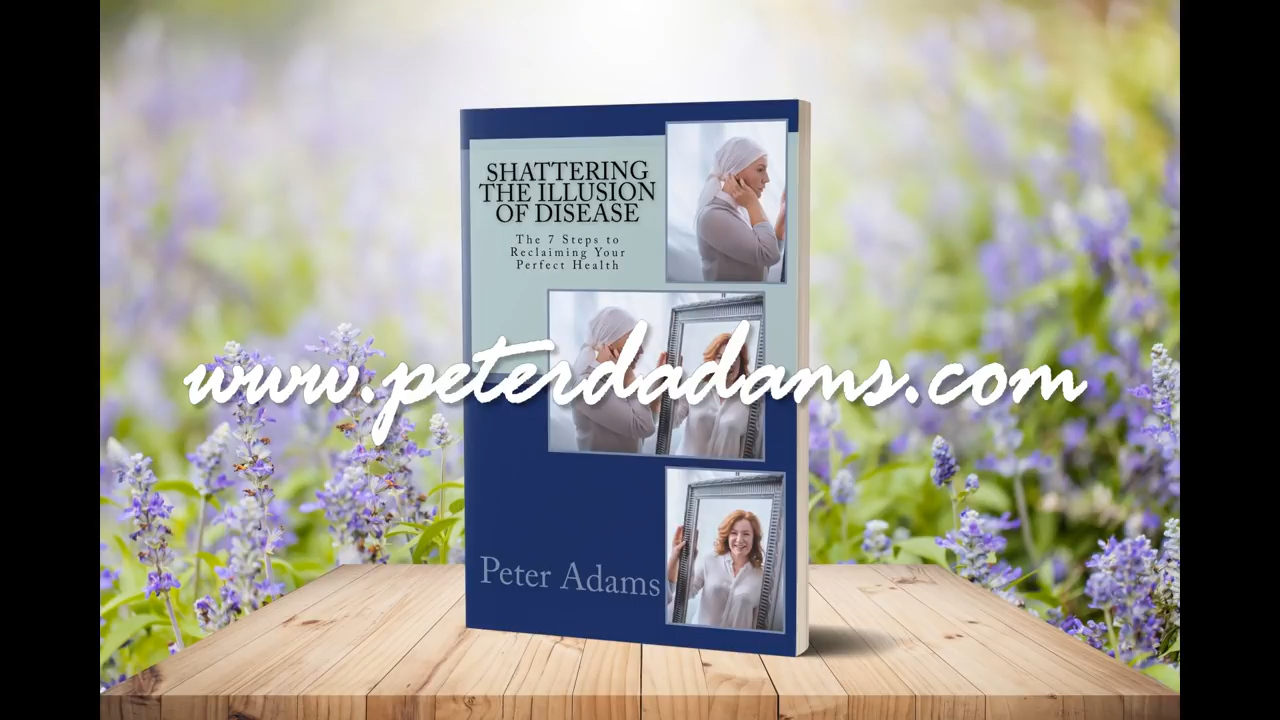 SHATTERING
THE ILLUSION
OF DISEASE
The 7 Steps to
Reclaiming Your
Perfect Health
www.peterdadams.com
Peter Adams